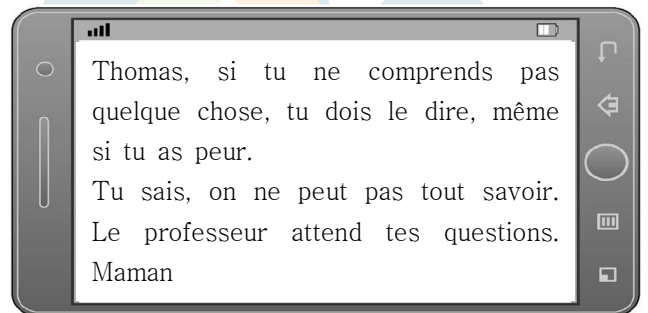 Thomas, si tu ne comprends pas
quelque chose, tu dois le dire, même
si tu as peur.
Tu sais, on ne peut pas tout savoir.
Le professeur attend tes questions.
Maman